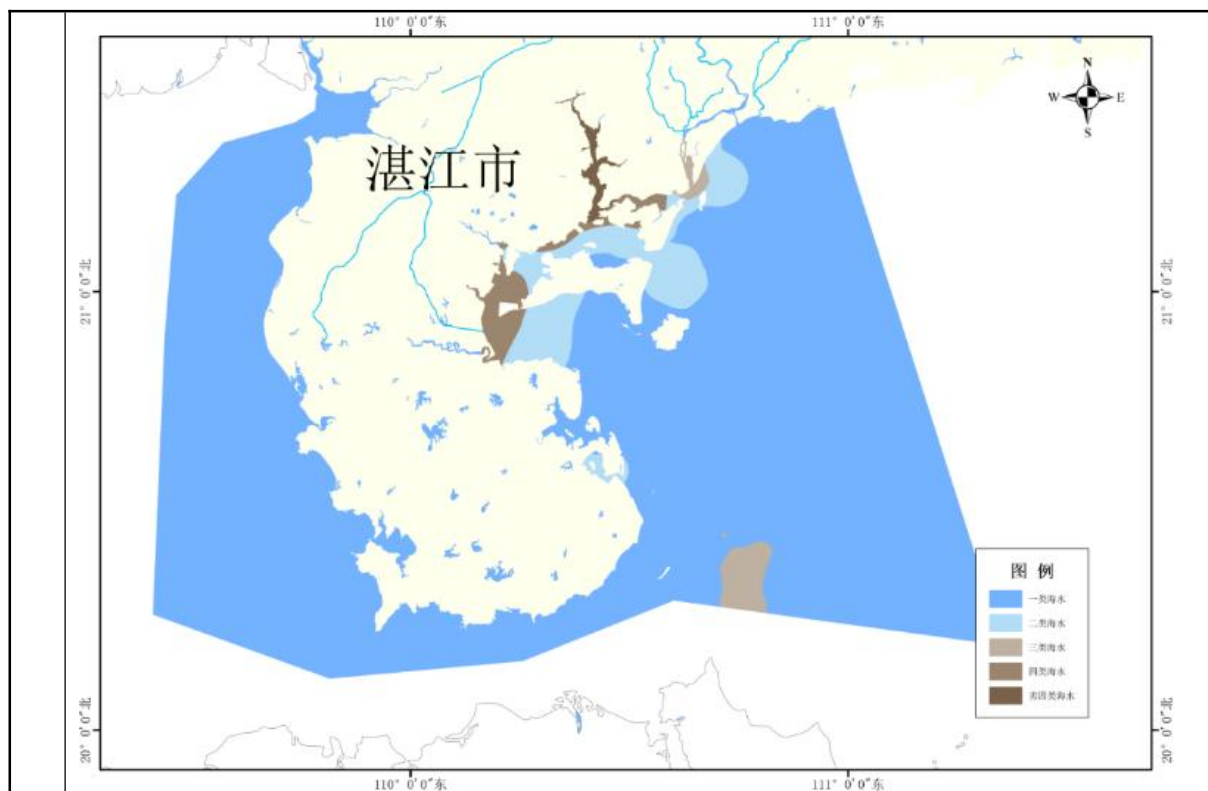 110° 0'0"东
111° 0'0"东
N
W
E
S
湛江市
21° 0'0"北
21° 0'0"北
图 例
一类海水
二类海水
三类海水
四类海水
劣四类海水
20° 0'0"北
20° 0'0"北
110° 0'0"东
111° 0'0"东